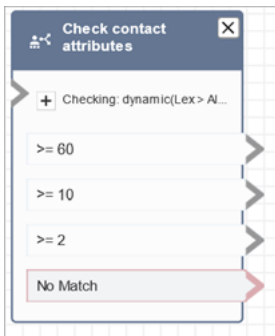 Check contact
attributes
Checking: dynamic(Lex > Al...
>= 60
>= 10
>= 2
No Match